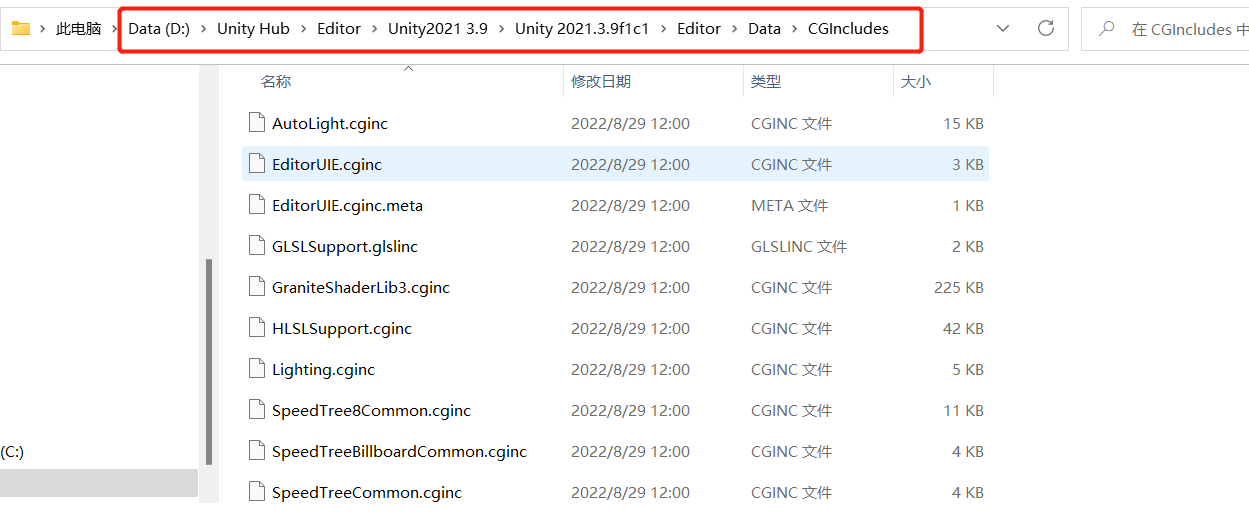 此电脑 > Data (D:) > Unity Hub > Editor > Unity2021 3.9 > Unity 2021.3.9f1c1 > Editor > Data > CGIncludes 在 CGIncludes 中
名称 修改日期 类型 大小
AutoLight.cginc 2022/8/29 12:00 CGINC 文件 15 KB
EditorUIE.cginc 2022/8/29 12:00 CGINC 文件 3 KB
EditorUIE.cginc.meta 2022/8/29 12:00 META 文件 1 KB
GLSLSupport.glslinc 2022/8/29 12:00 GLSLINC 文件 2 KB
GraniteShaderLib3.cginc 2022/8/29 12:00 CGINC 文件 225 KB
HLSLSupport.cginc 2022/8/29 12:00 CGINC 文件 42 KB
Lighting.cginc 2022/8/29 12:00 CGINC 文件 5 KB
SpeedTree8Common.cginc 2022/8/29 12:00 CGINC 文件 11 KB
(C:) SpeedTreeBillboardCommon.cginc 2022/8/29 12:00 CGINC 文件 4 KB
SpeedTreeCommon.cginc 2022/8/29 12:00 CGINC 文件 4 KB